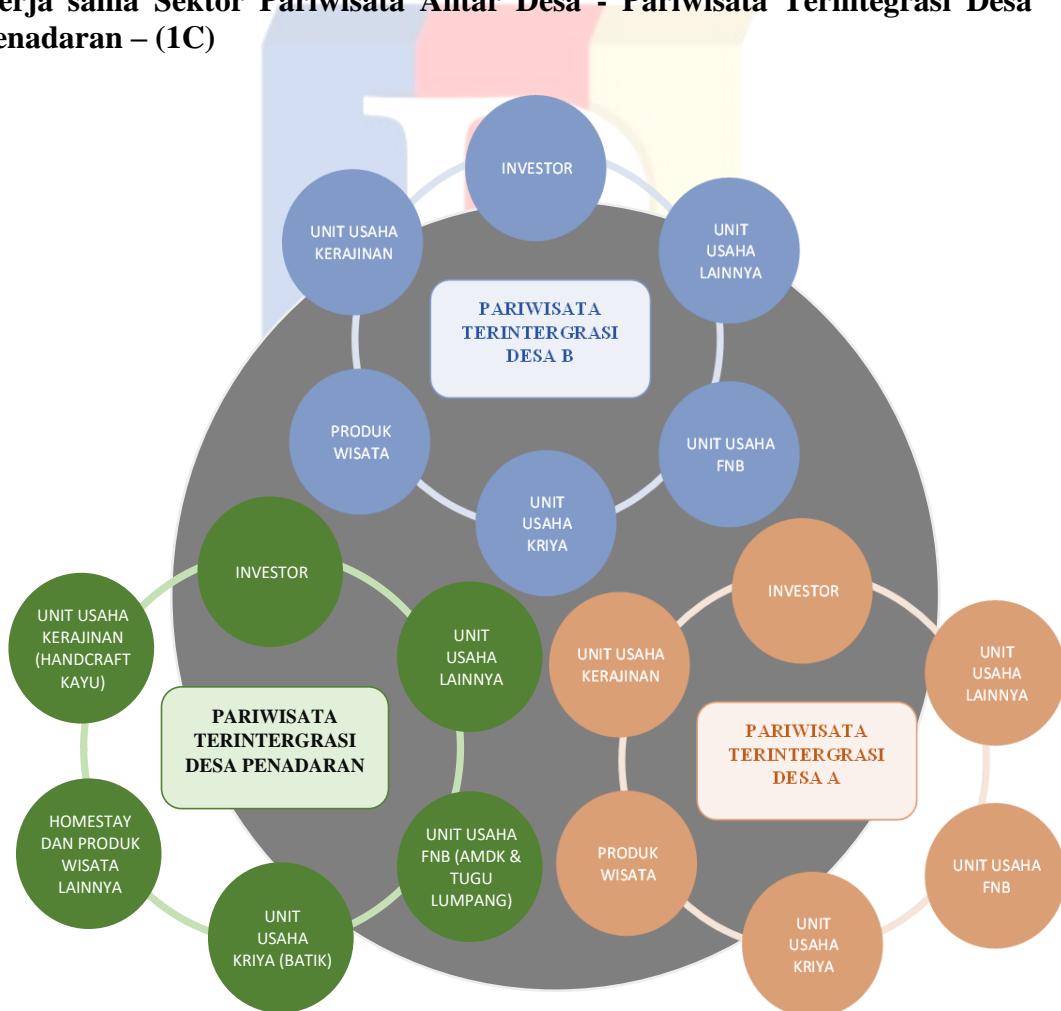 erja sama Sektor Pariwisata Antar Desa - Pariwisata Terintegrasi Desa
enadaran – (1C)
INVESTOR
UNIT USAHA
KERAJINAN
UNIT
USAHA
LAINNYA
PARIWISATA
TERINTERGRASI
DESA B
PRODUK
WISATA
UNIT USAHA
FNB
UNIT
USAHA
KRIYA
INVESTOR
UNIT USAHA
KERAJINAN
(HANDCRAFT
KAYU)
UNIT
USAHA
LAINNYA
PARIWISATA
TERINTERGRASI
DESA PENADARAN
HOMESTAY
DAN PRODUK
WISATA
LAINNYA
UNIT USAHA
FNB (AMDK &
TUGU
LUMPANG)
UNIT
USAHA
KRIYA (BATIK)
INVESTOR
UNIT USAHA
KERAJINAN
UNIT
USAHA
LAINNYA
PARIWISATA
TERINTERGRASI
DESA A
PRODUK
WISATA
UNIT USAHA
FNB
UNIT
USAHA
KRIYA